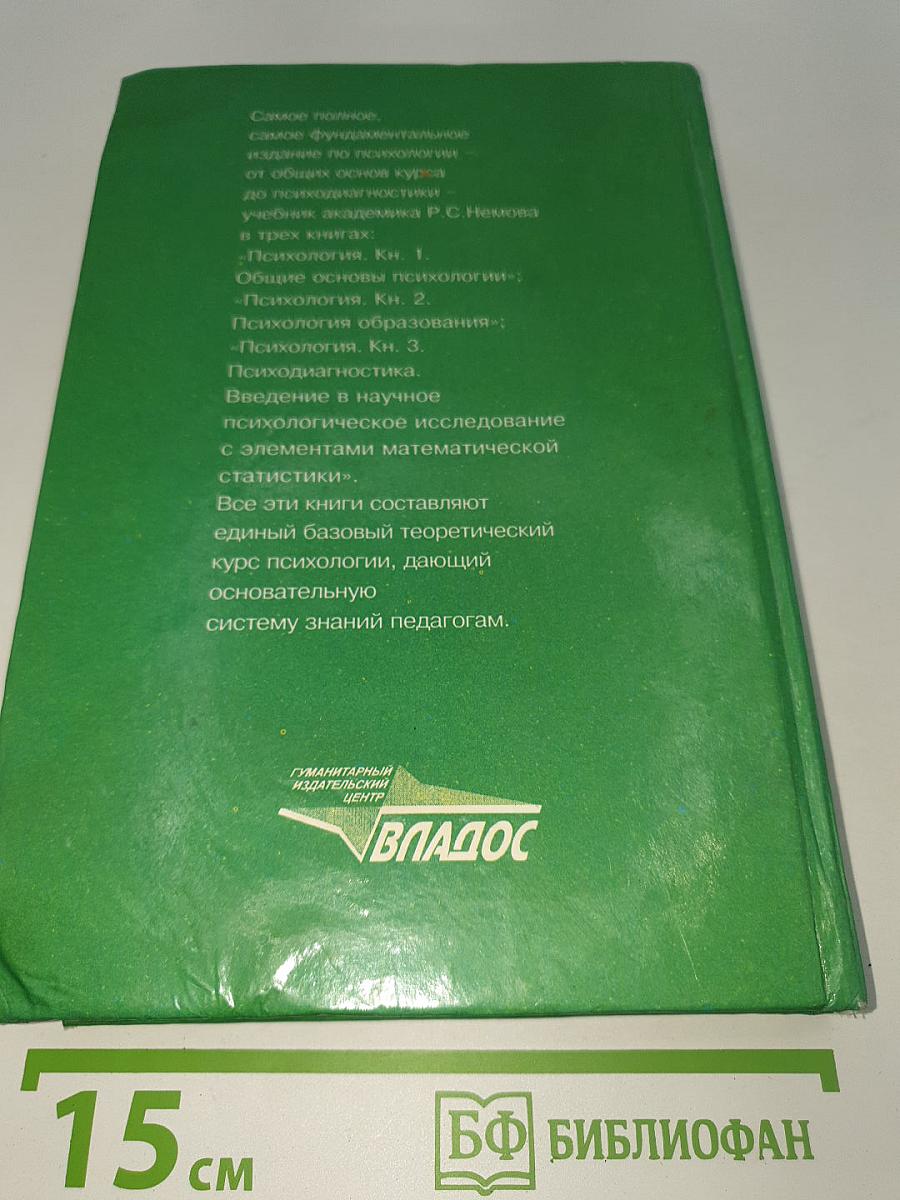 Самое полное,
самое фундаментальное
издание по психологии –
от общих основ курса
до психодиагностики –
учебник академика Р.С.Немова
в трех книгах:
«Психология. Кн. 1.
Общие основы психологии»;
«Психология. Кн. 2.
Психология образования»;
«Психология. Кн. 3.
Психодиагностика.
Введение в научное
психологическое исследование
с элементами математической
статистики».
Все эти книги составляют
единый базовый теоретический
курс психологии, дающий
основательную
систему знаний педагогам.
ГУМАНИТАРНЫЙ
ИЗДАТЕЛЬСКИЙ
ЦЕНТР
ВЛАДОС
15 см
БФ БИБЛИОФАН